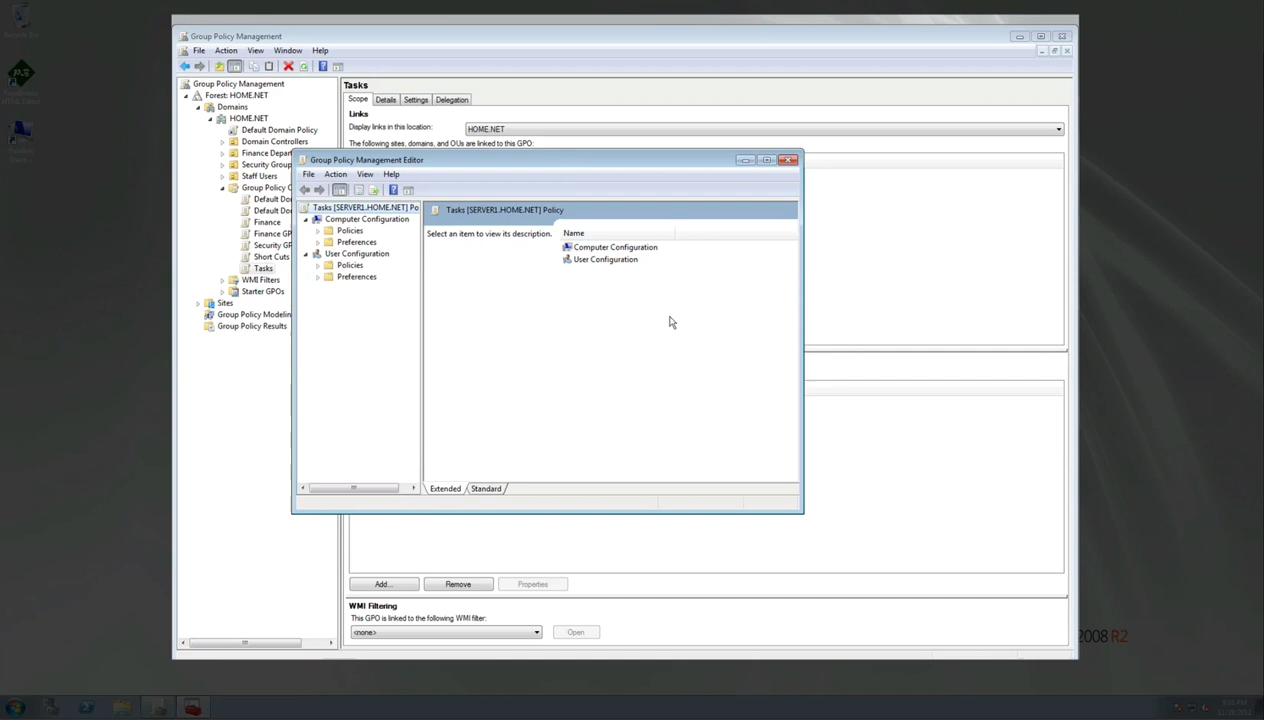 Group Policy Management
File Action View Window Help
Group Policy Management
Forest: HOME.NET
Domains
HOME.NET
Default Domain Policy
Domain Controllers
Finance Depar
Security Group
Staff Users
Group Policy O
Default Do
Default Do
Finance
Finance GP
Security GP
Short Cuts
Tasks
WMI Filters
Starter GPOs
Sites
Group Policy Modelin
Group Policy Results
Tasks
Scope Details Settings Delegation
Links
Display links in this location: HOME.NET
The following sites, domains, and OUs are linked to this GPO:
Group Policy Management Editor
File Action View Help
Tasks [SERVER1.HOME.NET] Po
Computer Configuration
Policies
Preferences
User Configuration
Policies
Preferences
Tasks [SERVER1.HOME.NET] Policy
Select an item to view its description.
Name
Computer Configuration
User Configuration
Extended Standard
Add... Remove Properties
WMI Filtering
This GPO is linked to the following WMI filter:
<none> Open
2008 R2